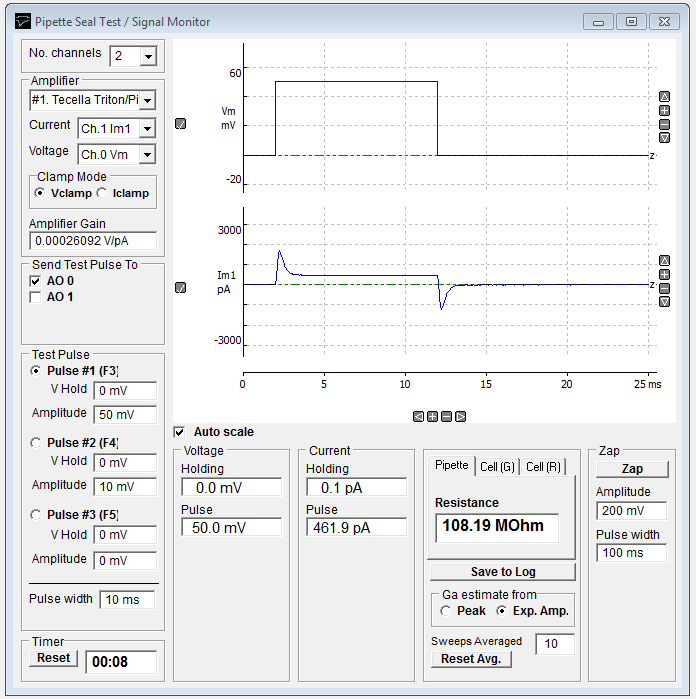 Pipette Seal Test / Signal Monitor
No. channels 2
Amplifier
#1. Tecella Triton/Pi
Current Ch.1 Im1
Voltage Ch.0 Vm
Clamp Mode
Vclamp Iclamp
Amplifier Gain
0.00026092 V/pA
Send Test Pulse To
AO 0
AO 1
Test Pulse
Pulse #1 (F3)
V Hold 0 mV
Amplitude 50 mV
Pulse #2 (F4)
V Hold 0 mV
Amplitude 10 mV
Pulse #3 (F5)
V Hold 0 mV
Amplitude 0 mV
Pulse width 10 ms
Timer
Reset 00:08
60
Vm
mV
-20
z
3000
Im1
pA
-3000
z
0 5 10 15 20 25 ms
Auto scale
Voltage
Holding
0.0 mV
Pulse
50.0 mV
Current
Holding
0.1 pA
Pulse
461.9 pA
Pipette Cell (G) Cell (R)
Resistance
108.19 MOhm
Save to Log
Ga estimate from
Peak Exp. Amp.
Sweeps Averaged 10
Reset Avg.
Zap
Zap
Amplitude
200 mV
Pulse width
100 ms